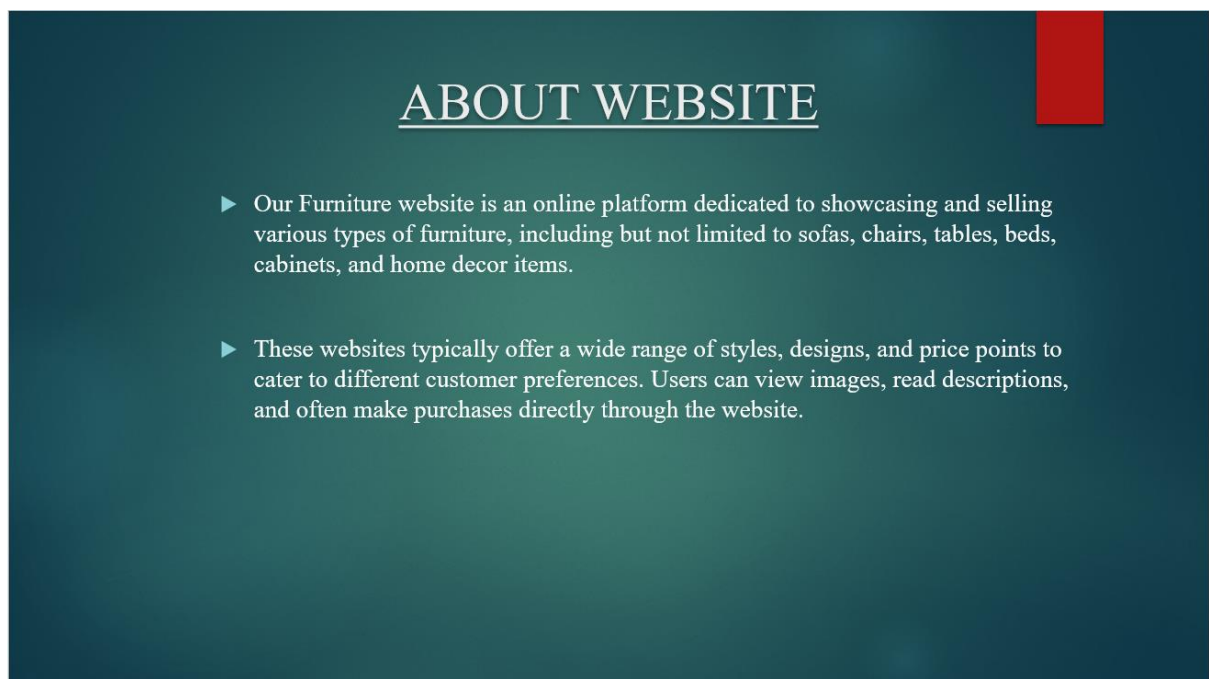 ABOUT WEBSITE
Our Furniture website is an online platform dedicated to showcasing and selling
various types of furniture, including but not limited to sofas, chairs, tables, beds,
cabinets, and home decor items.
These websites typically offer a wide range of styles, designs, and price points to
cater to different customer preferences. Users can view images, read descriptions,
and often make purchases directly through the website.